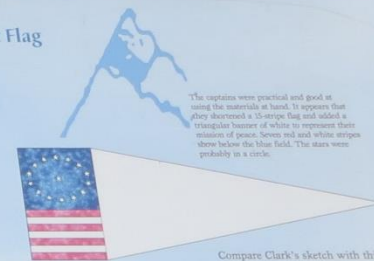 Flag
The captains were practical and good at
using the materials at hand. It appears that
they shortened a 15-stripe flag and added a
triangular banner of white to represent their
mission of peace. Seven red and white stripes
show below the blue field. The stars were
probably in a circle.
Compare Clark's sketch with th